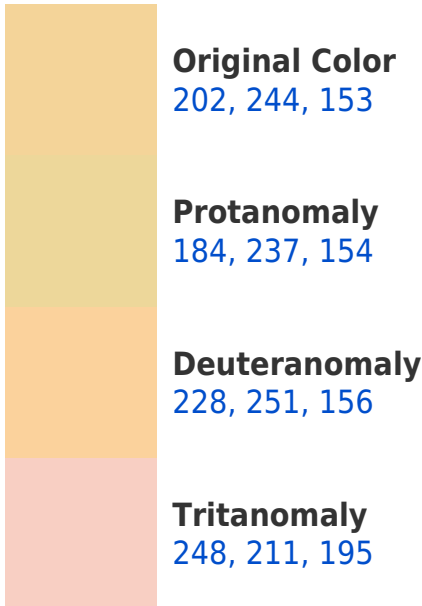 Original Color
202, 244, 153
Protanomaly
184, 237, 154
Deuteranomaly
228, 251, 156
Tritanomaly
248, 211, 195